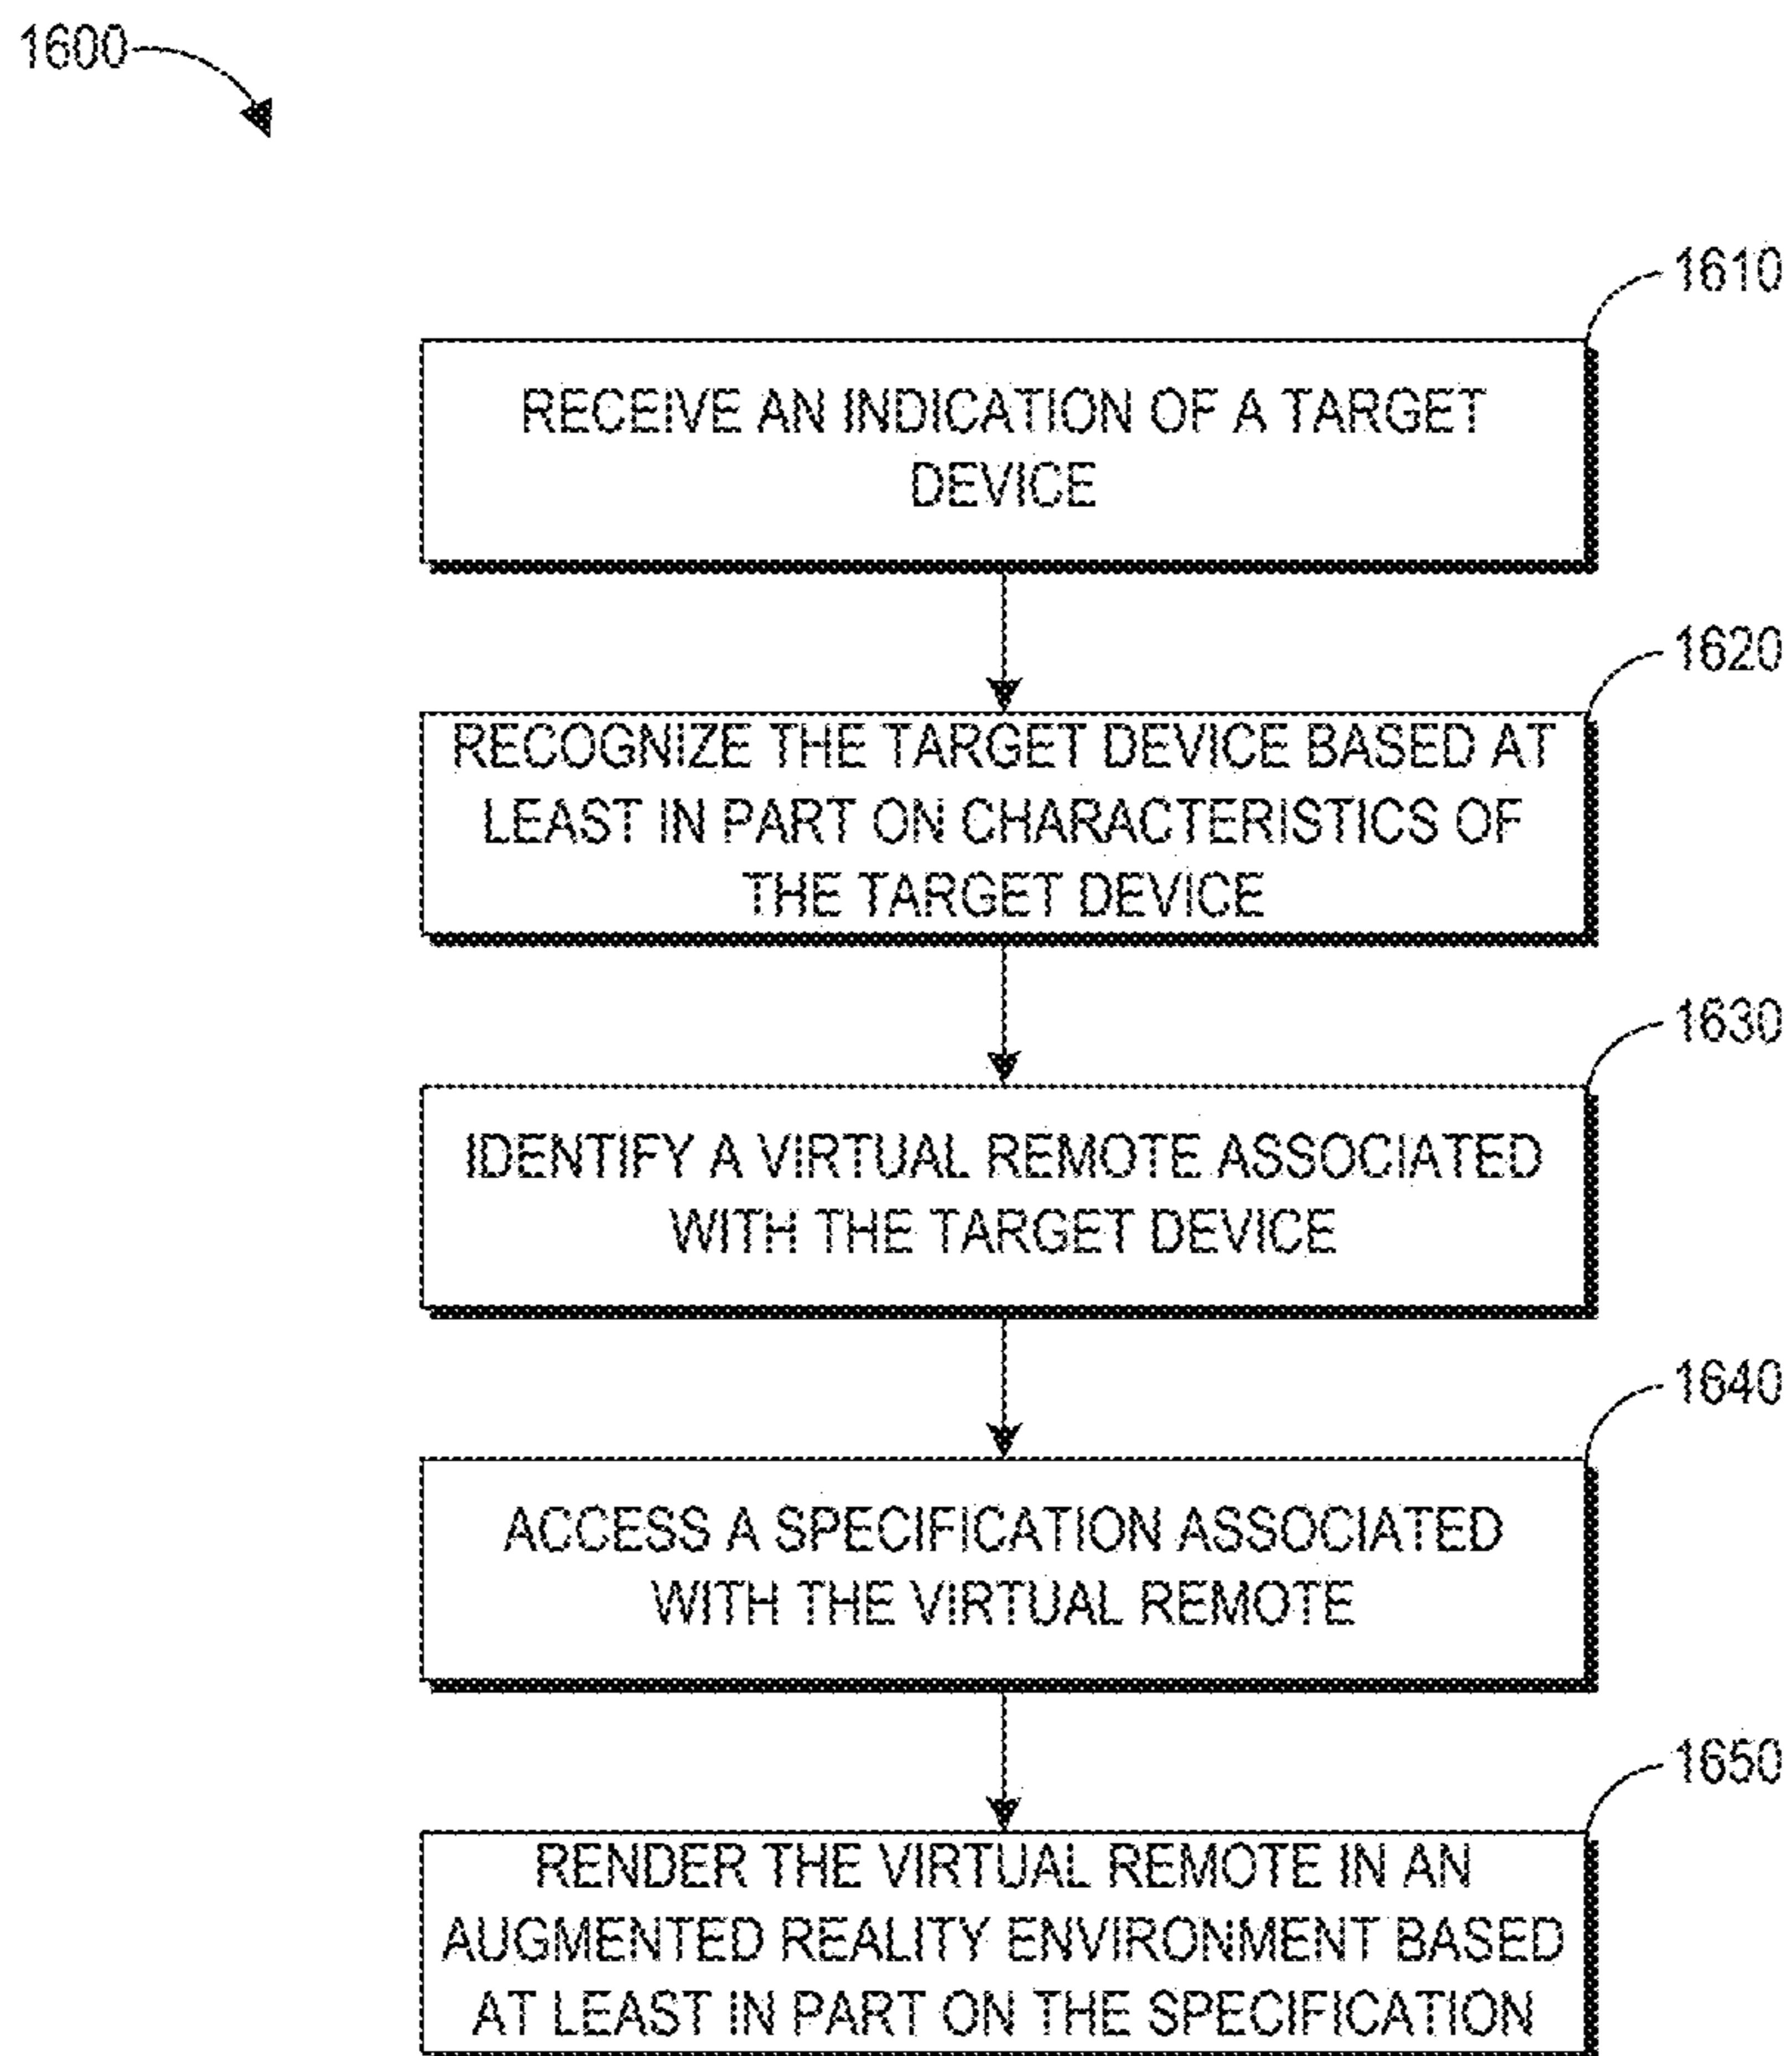 1600
1610
RECEIVE AN INDICATION OF A TARGET
DEVICE
1620
RECOGNIZE THE TARGET DEVICE BASED AT
LEAST IN PART ON CHARACTERISTICS OF
THE TARGET DEVICE
1630
IDENTIFY A VIRTUAL REMOTE ASSOCIATED
WITH THE TARGET DEVICE
1640
ACCESS A SPECIFICATION ASSOCIATED
WITH THE VIRTUAL REMOTE
1650
RENDER THE VIRTUAL REMOTE IN AN
AUGMENTED REALITY ENVIRONMENT BASED
AT LEAST IN PART ON THE SPECIFICATION